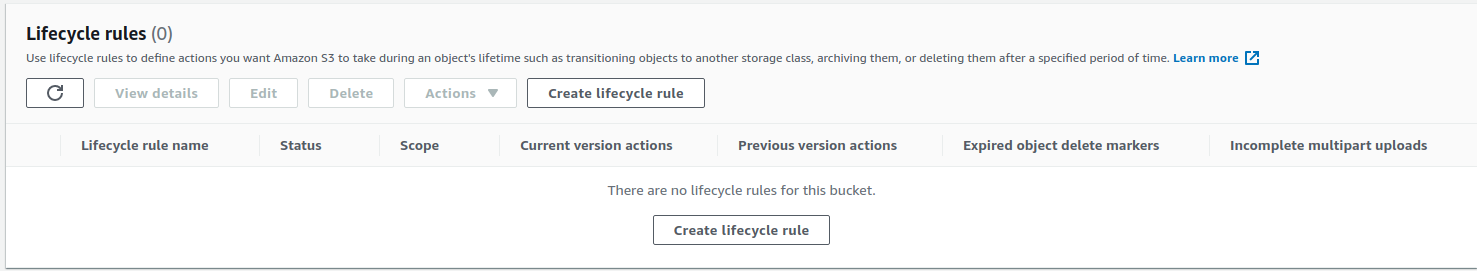 Lifecycle rules (0)
Use lifecycle rules to define actions you want Amazon S3 to take during an object's lifetime such as transitioning objects to another storage class, archiving them, or deleting them after a specified period of time. Learn more
View details Edit Delete Actions Create lifecycle rule
Lifecycle rule name Status Scope Current version actions Previous version actions Expired object delete markers Incomplete multipart uploads
There are no lifecycle rules for this bucket.
Create lifecycle rule